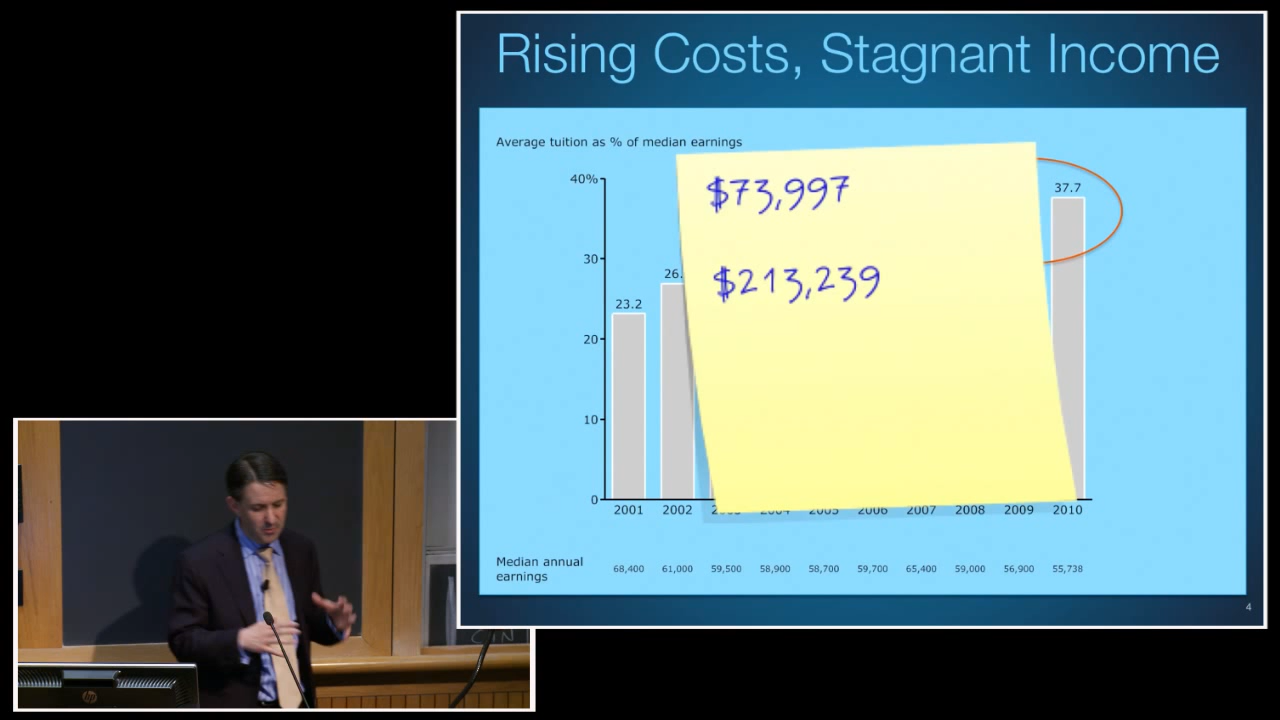 Rising Costs, Stagnant Income
Average tuition as % of median earnings
$73,997
$213,239
40%
30
20
10
0
23.2
26.
37.7
2001 2002 2003 2004 2005 2006 2007 2008 2009 2010
Median annual
earnings
68,400 61,000 59,500 58,900 58,700 59,700 65,400 59,000 56,900 55,738
4
hp